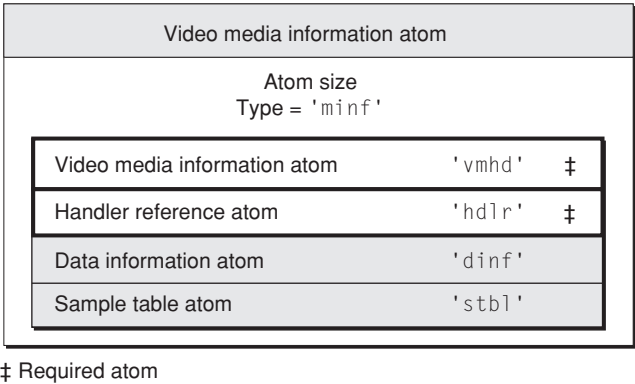 Video media information atom
Atom size
Type = 'minf'
Video media information atom 'vmhd' ‡
Handler reference atom 'hdlr' ‡
Data information atom 'dinf'
Sample table atom 'stbl'
‡ Required atom